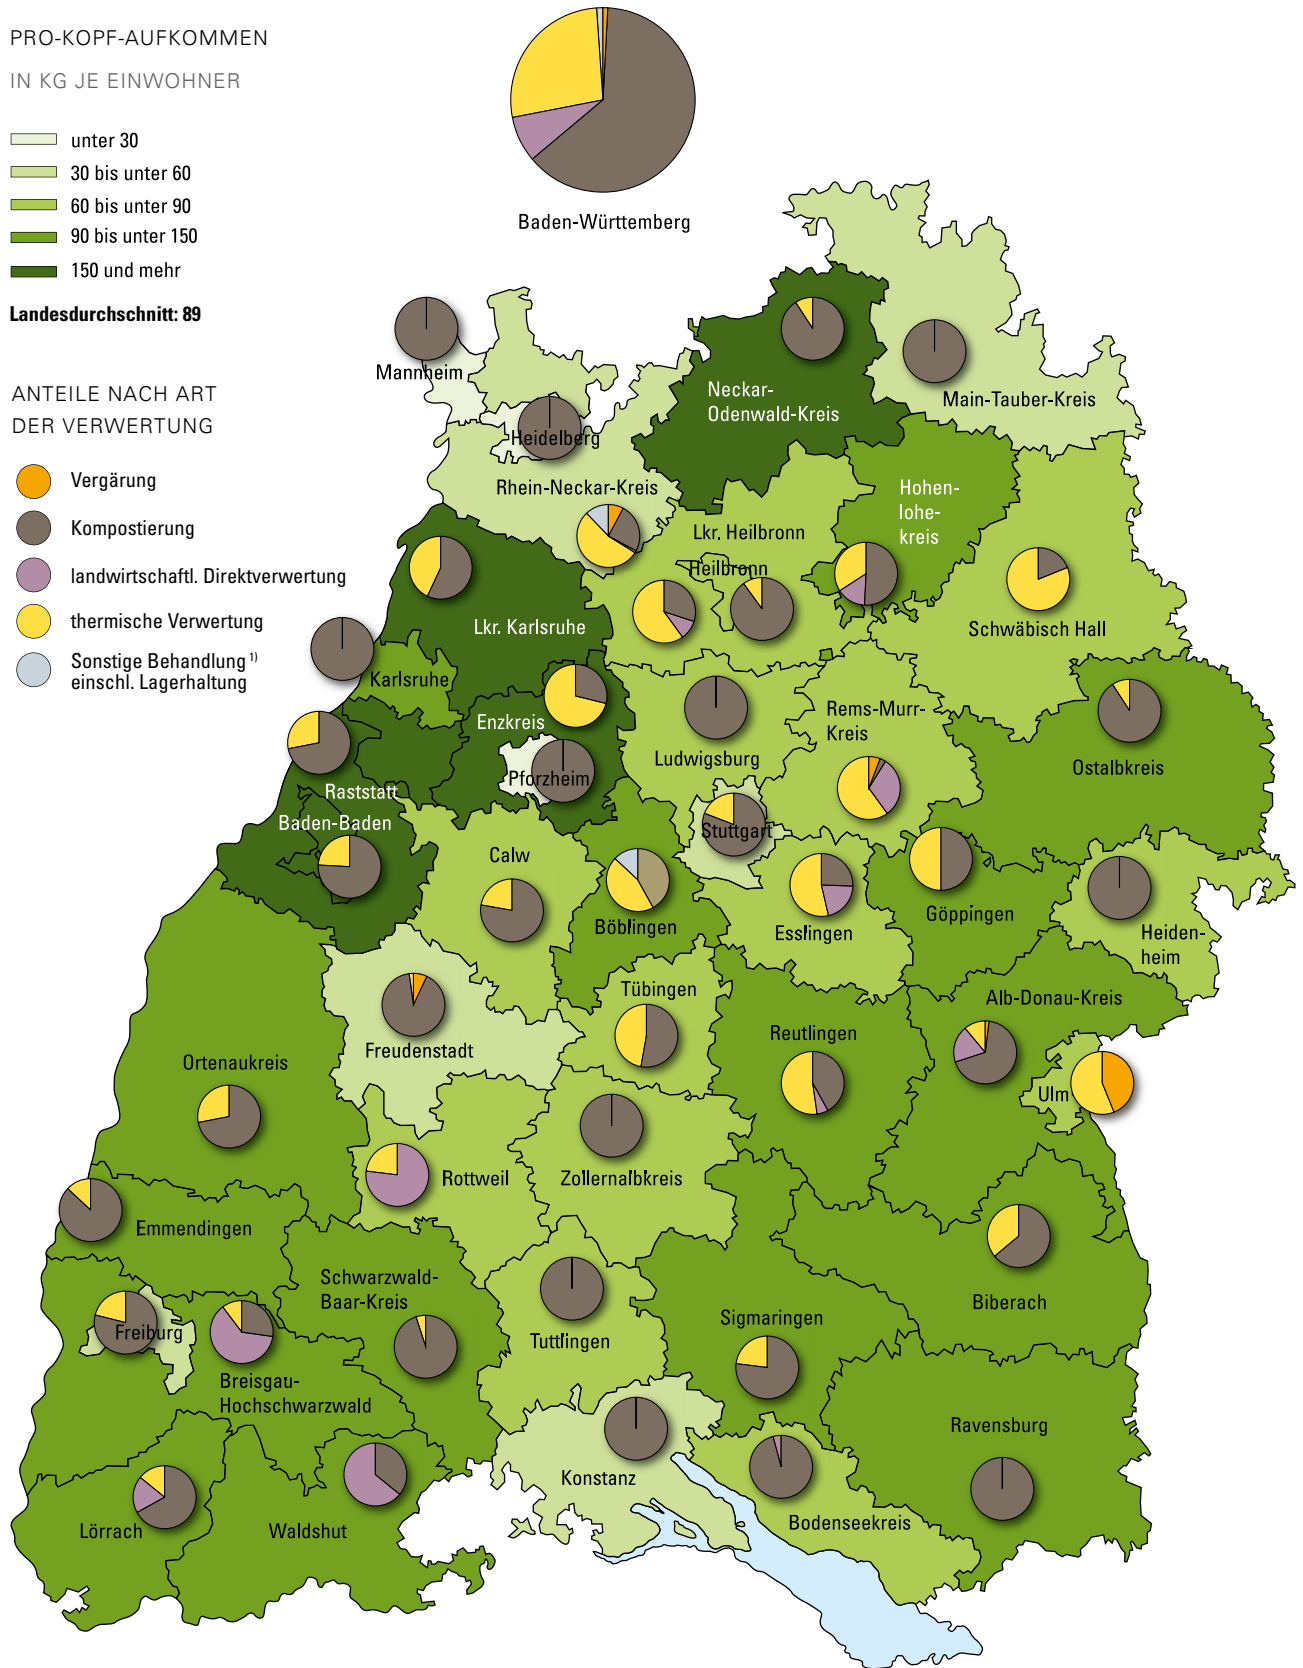 PRO-KOPF-AUFKOMMEN
IN KG JE EINWOHNER
unter 30
30 bis unter 60
60 bis unter 90
90 bis unter 150
150 und mehr
Landesdurchschnitt: 89
ANTEILE NACH ART
DER VERWERTUNG
Vergärung
Kompostierung
landwirtschaftl. Direktverwertung
thermische Verwertung
Sonstige Behandlung 1)
einschl. Lagerhaltung
Baden-Württemberg
Mannheim
Heidelberg
Rhein-Neckar-Kreis
Neckar-
Odenwald-Kreis
Main-Tauber-Kreis
Hohen-
lohe-
kreis
Lkr. Heilbronn
Heilbronn
Schwäbisch Hall
Lkr. Karlsruhe
Karlsruhe
Enzkreis
Pforzheim
Ludwigsburg
Rems-Murr-
Kreis
Ostalbkreis
Raststatt
Baden-Baden
Stuttgart
Calw
Böblingen
Esslingen
Göppingen
Heiden-
heim
Tübingen
Alb-Donau-Kreis
Reutlingen
Freudenstadt
Ortenaukreis
Ulm
Rottweil
Zollernalbkreis
Emmendingen
Schwarzwald-
Baar-Kreis
Biberach
Sigmaringen
Freiburg
Tuttlingen
Breisgau-
Hochschwarzwald
Ravensburg
Konstanz
Bodenseekreis
Lörrach
Waldshut